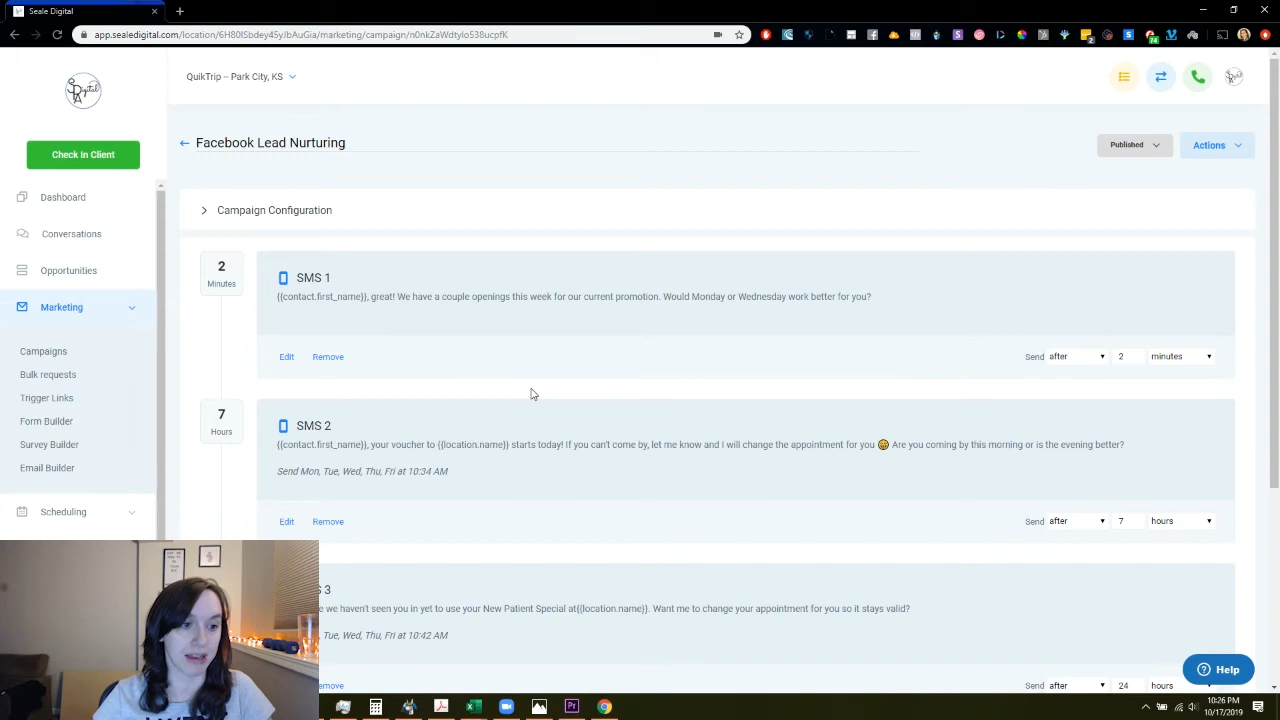 Seale Digital
app.sealedigital.com/location/6H80ISbdey45yJbAuGia/marketing/campaign/n0nkZaWdtylo538ucpfK
QuikTrip – Park City, KS
Check In Client
Facebook Lead Nurturing
Published
Actions
Dashboard
Campaign Configuration
Conversations
2
Minutes
SMS 1
{{contact.first_name}}, great! We have a couple openings this week for our current promotion. Would Monday or Wednesday work better for you?
Opportunities
Marketing
Campaigns
Edit Remove
Send after 2 minutes
Bulk requests
Trigger Links
Form Builder
7
Hours
SMS 2
{{contact.first_name}}, your voucher to {{location.name}} starts today! If you can't come by, let me know and I will change the appointment for you 😀 Are you coming by this morning or is the evening better?
Send Mon, Tue, Wed, Thu, Fri at 10:34 AM
Survey Builder
Email Builder
Scheduling
Edit Remove
Send after 7 hours
3
we haven't seen you in yet to use your New Patient Special at{{location.name}}. Want me to change your appointment for you so it stays valid?
Tue, Wed, Thu, Fri at 10:42 AM
Remove
Send after 24 hours
Help
10:26 AM
10/17/2019